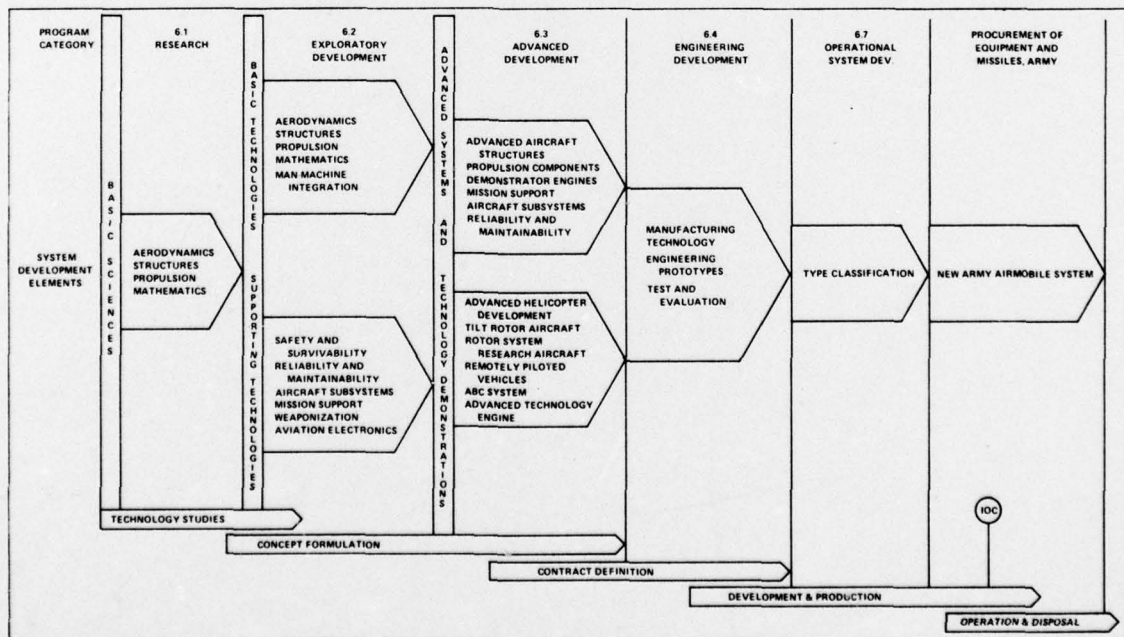 PROGRAM
CATEGORY
6.1
RESEARCH
6.2
EXPLORATORY
DEVELOPMENT
6.3
ADVANCED
DEVELOPMENT
6.4
ENGINEERING
DEVELOPMENT
6.7
OPERATIONAL
SYSTEM DEV.
PROCUREMENT OF
EQUIPMENT AND
MISSILES, ARMY
SYSTEM
DEVELOPMENT
ELEMENTS
BASIC SCIENCES
AERODYNAMICS
STRUCTURES
PROPULSION
MATHEMATICS
BASIC TECHNOLOGIES
SUPPORTING TECHNOLOGIES
AERODYNAMICS
STRUCTURES
PROPULSION
MATHEMATICS
MAN MACHINE
INTEGRATION
SAFETY AND
SURVIVABILITY
RELIABILITY AND
MAINTAINABILITY
AIRCRAFT SUBSYSTEMS
MISSION SUPPORT
WEAPONIZATION
AVIATION ELECTRONICS
ADVANCED SYSTEMS AND TECHNOLOGY DEMONSTRATIONS
ADVANCED AIRCRAFT
STRUCTURES
PROPULSION COMPONENTS
DEMONSTRATOR ENGINES
MISSION SUPPORT
AIRCRAFT SUBSYSTEMS
RELIABILITY AND
MAINTAINABILITY
ADVANCED HELICOPTER
DEVELOPMENT
TILT ROTOR AIRCRAFT
ROTOR SYSTEM
RESEARCH AIRCRAFT
REMOTELY PILOTED
VEHICLES
ABC SYSTEM
ADVANCED TECHNOLOGY
ENGINE
MANUFACTURING
TECHNOLOGY
ENGINEERING
PROTOTYPES
TEST AND
EVALUATION
TYPE CLASSIFICATION
NEW ARMY AIRMOBILE SYSTEM
TECHNOLOGY STUDIES
CONCEPT FORMULATION
CONTRACT DEFINITION
IOC
DEVELOPMENT & PRODUCTION
OPERATION & DISPOSAL